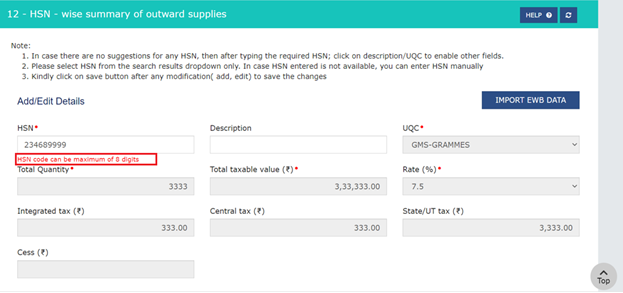 12 - HSN - wise summary of outward supplies HELP ?
Note:
1. In case there are no suggestions for any HSN, then after typing the required HSN; click on description/UQC to enable other fields.
2. Please select HSN from the search results dropdown only. In case HSN entered is not available, you can enter HSN manually
3. Kindly click on save button after any modification( add, edit) to save the changes
Add/Edit Details IMPORT EWB DATA
HSN• Description UQC•
234689999 GMS-GRAMMES
HSN code can be maximum of 8 digits
Total Quantity• Total taxable value (₹)• Rate (%)•
3333 3,33,333.00 7.5
Integrated tax (₹) Central tax (₹) State/UT tax (₹)
333.00 333.00 3,333.00
Cess (₹)
Top